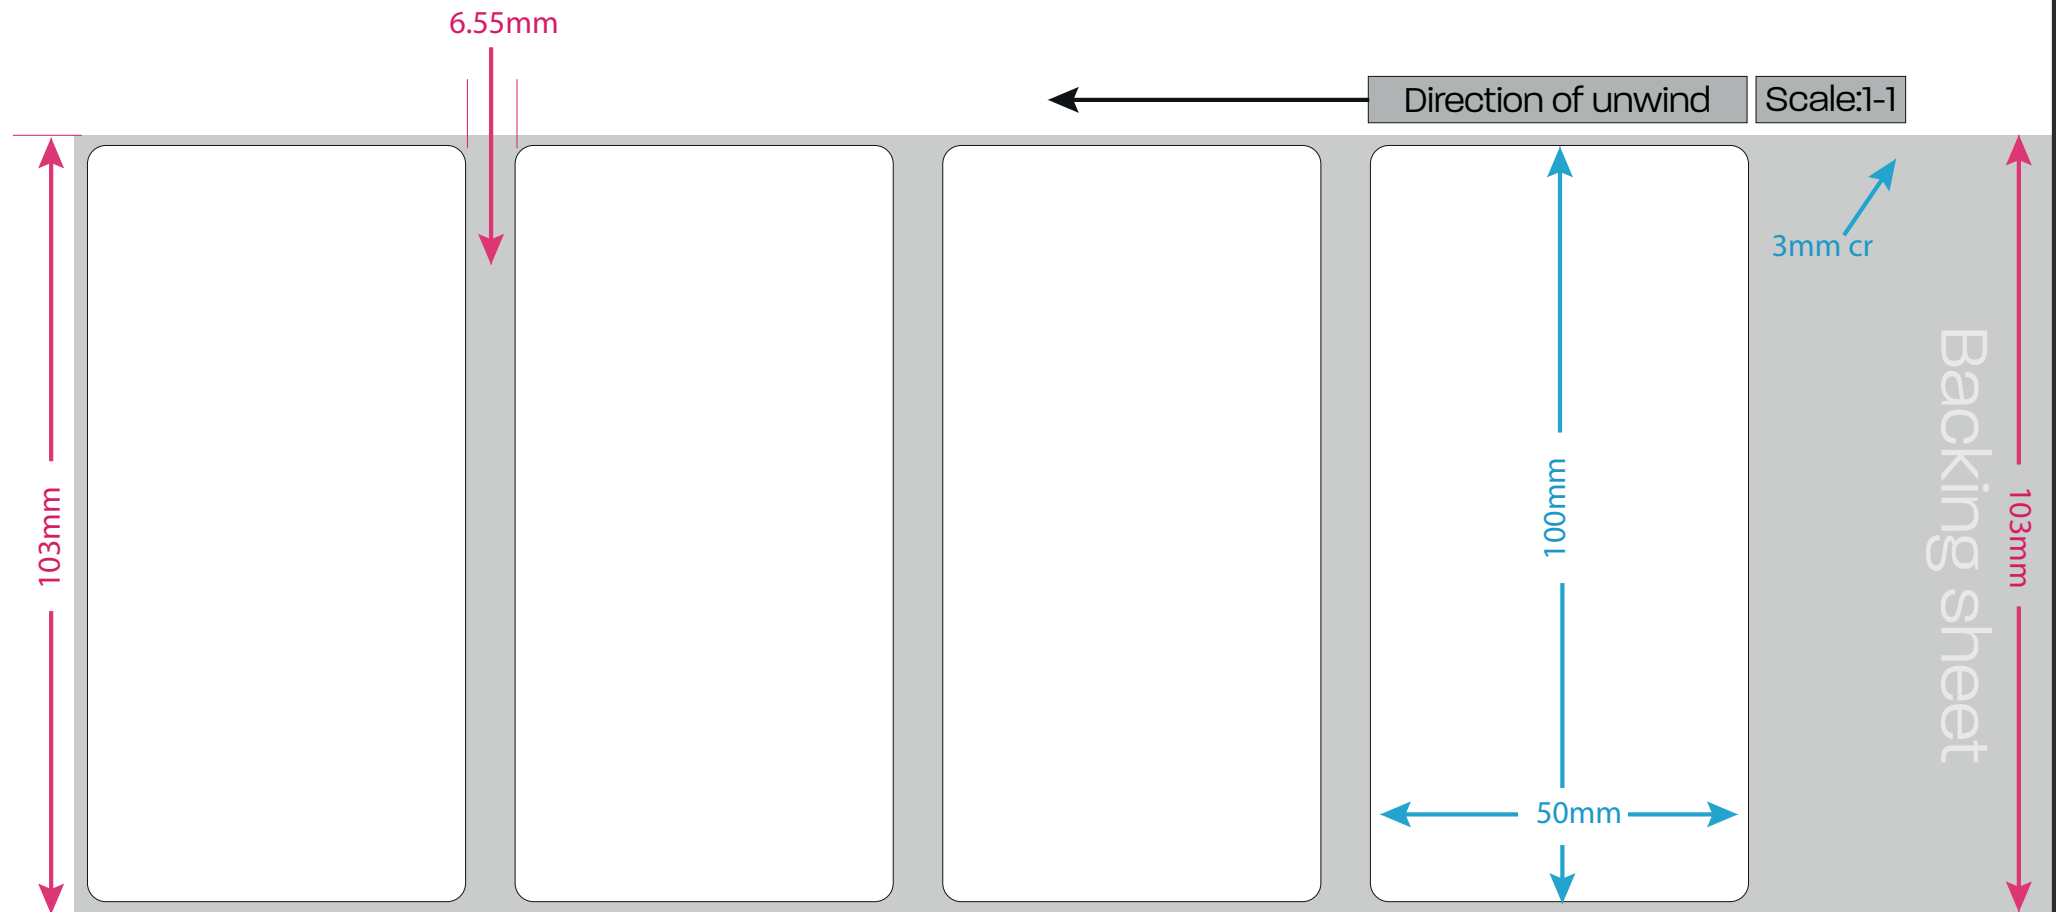 6.55mm
Direction of unwind
Scale:1-1
3mm cr
103mm
100mm
103mm
Backing sheet
50mm